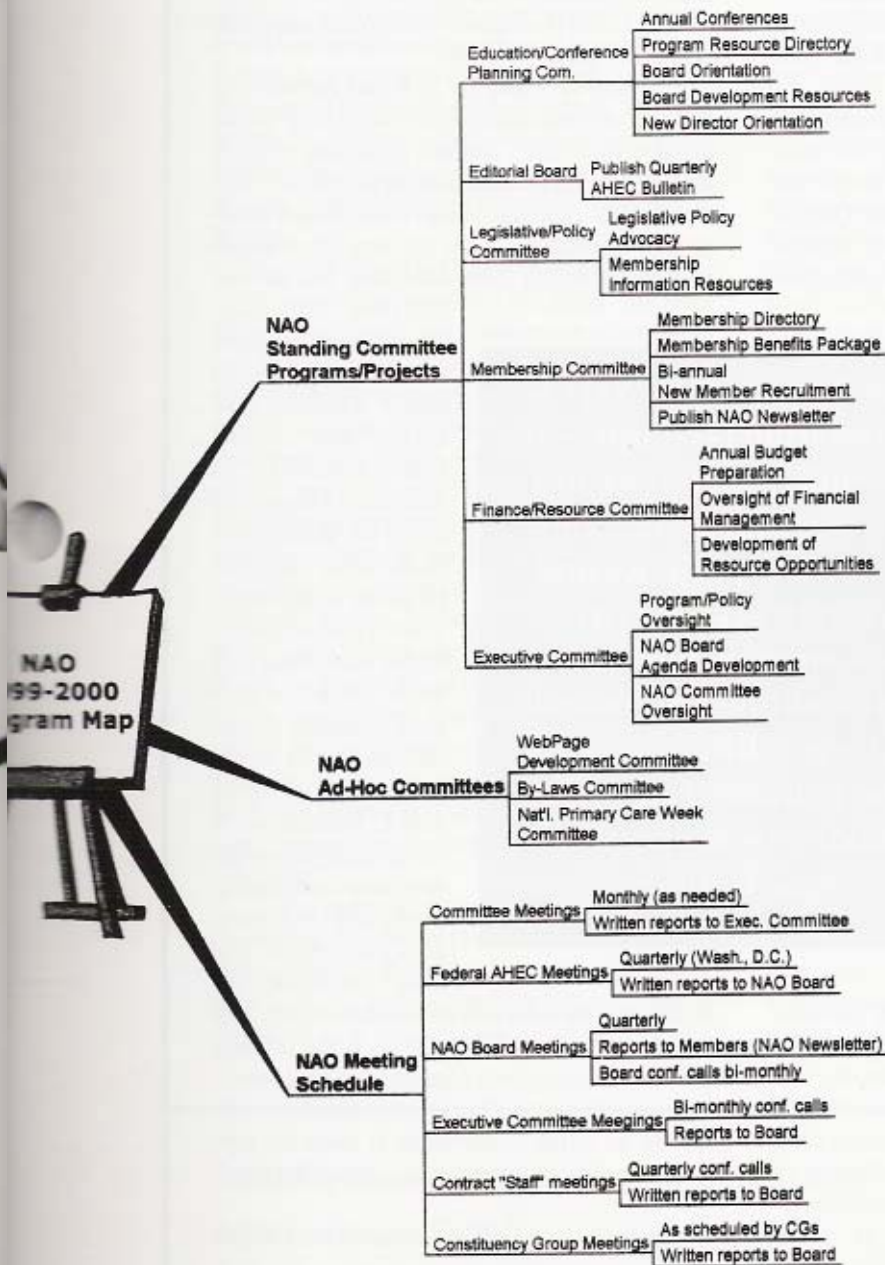 Annual Conferences
Education/Conference
Planning Com.
Program Resource Directory
Board Orientation
Board Development Resources
New Director Orientation
Editorial Board
Publish Quarterly
AHEC Bulletin
Legislative/Policy
Committee
Legislative Policy
Advocacy
Membership
Information Resources
NAO
Standing Committee
Programs/Projects
Membership Committee
Membership Directory
Membership Benefits Package
Bi-annual
New Member Recruitment
Publish NAO Newsletter
Finance/Resource Committee
Annual Budget
Preparation
Oversight of Financial
Management
Development of
Resource Opportunities
Executive Committee
Program/Policy
Oversight
NAO Board
Agenda Development
NAO Committee
Oversight
NAO
99-2000
gram Map
NAO
Ad-Hoc Committees
WebPage
Development Committee
By-Laws Committee
Nat'l. Primary Care Week
Committee
NAO Meeting
Schedule
Committee Meetings
Monthly (as needed)
Written reports to Exec. Committee
Federal AHEC Meetings
Quarterly (Wash., D.C.)
Written reports to NAO Board
NAO Board Meetings
Quarterly
Reports to Members (NAO Newsletter)
Board conf. calls bi-monthly
Executive Committee Meegings
Bi-monthly conf. calls
Reports to Board
Contract "Staff" meetings
Quarterly conf. calls
Written reports to Board
Constituency Group Meetings
As scheduled by CGs
Written reports to Board